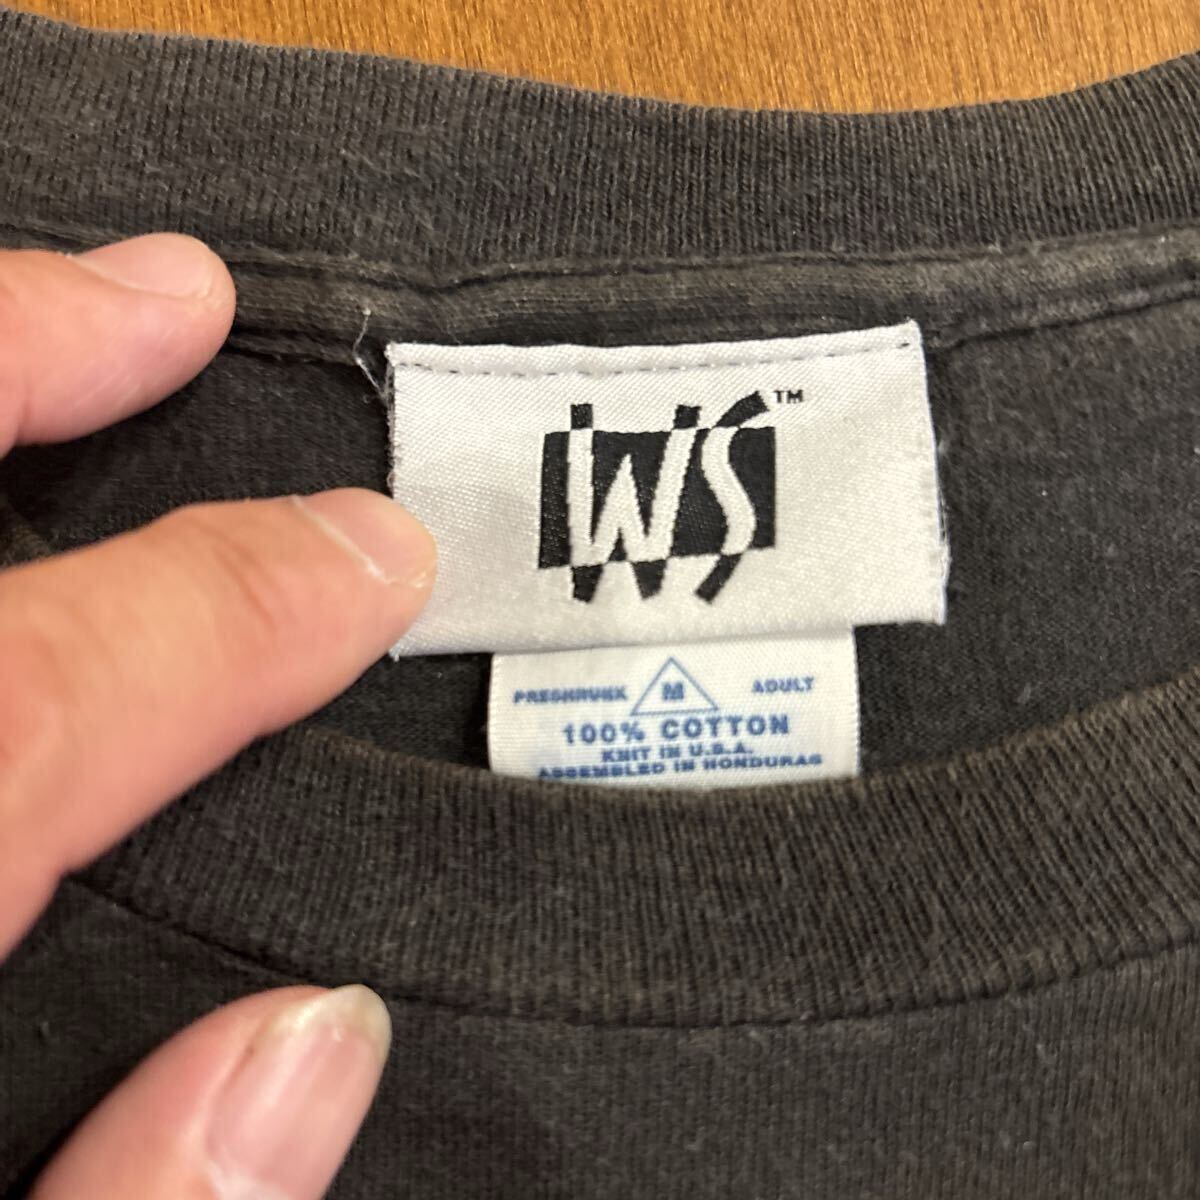 WS™
PRESHRUNK M ADULT
100% COTTON
KNIT IN U.S.A.
ASSEMBLED IN HONDURAS